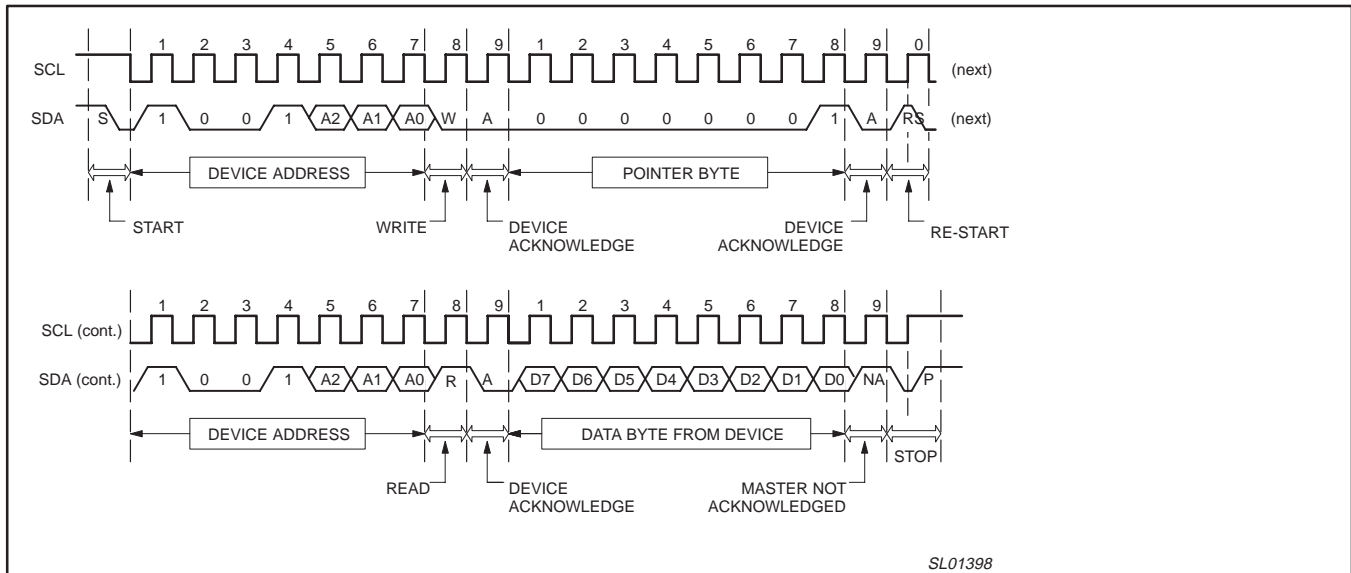 1 2 3 4 5 6 7 8 9 1 2 3 4 5 6 7 8 9 0
SCL (next)
SDA S 1 0 0 1 A2 A1 A0 W A 0 0 0 0 0 0 0 1 A RS (next)
DEVICE ADDRESS POINTER BYTE
START WRITE DEVICE ACKNOWLEDGE DEVICE ACKNOWLEDGE RE-START
1 2 3 4 5 6 7 8 9 1 2 3 4 5 6 7 8 9
SCL (cont.)
SDA (cont.) 1 0 0 1 A2 A1 A0 R A D7 D6 D5 D4 D3 D2 D1 D0 NA P
DEVICE ADDRESS DATA BYTE FROM DEVICE
STOP
READ DEVICE ACKNOWLEDGE MASTER NOT ACKNOWLEDGED
SL01398